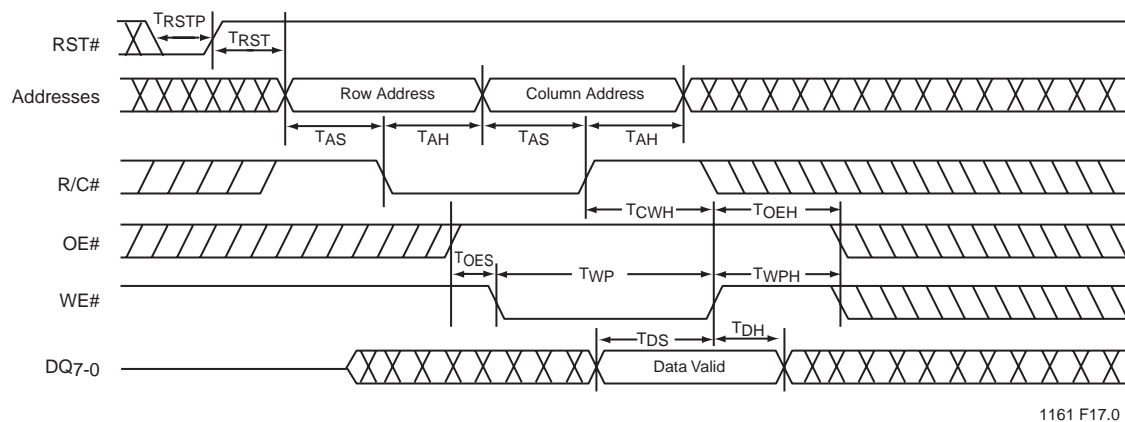 TRSTP
RST#
TRST
Addresses
Row Address
Column Address
TAS
TAH
TAS
TAH
R/C#
TCWH
TOEH
OE#
TOES
TWP
TWPH
WE#
TDS
TDH
DQ7-0
Data Valid
1161 F17.0